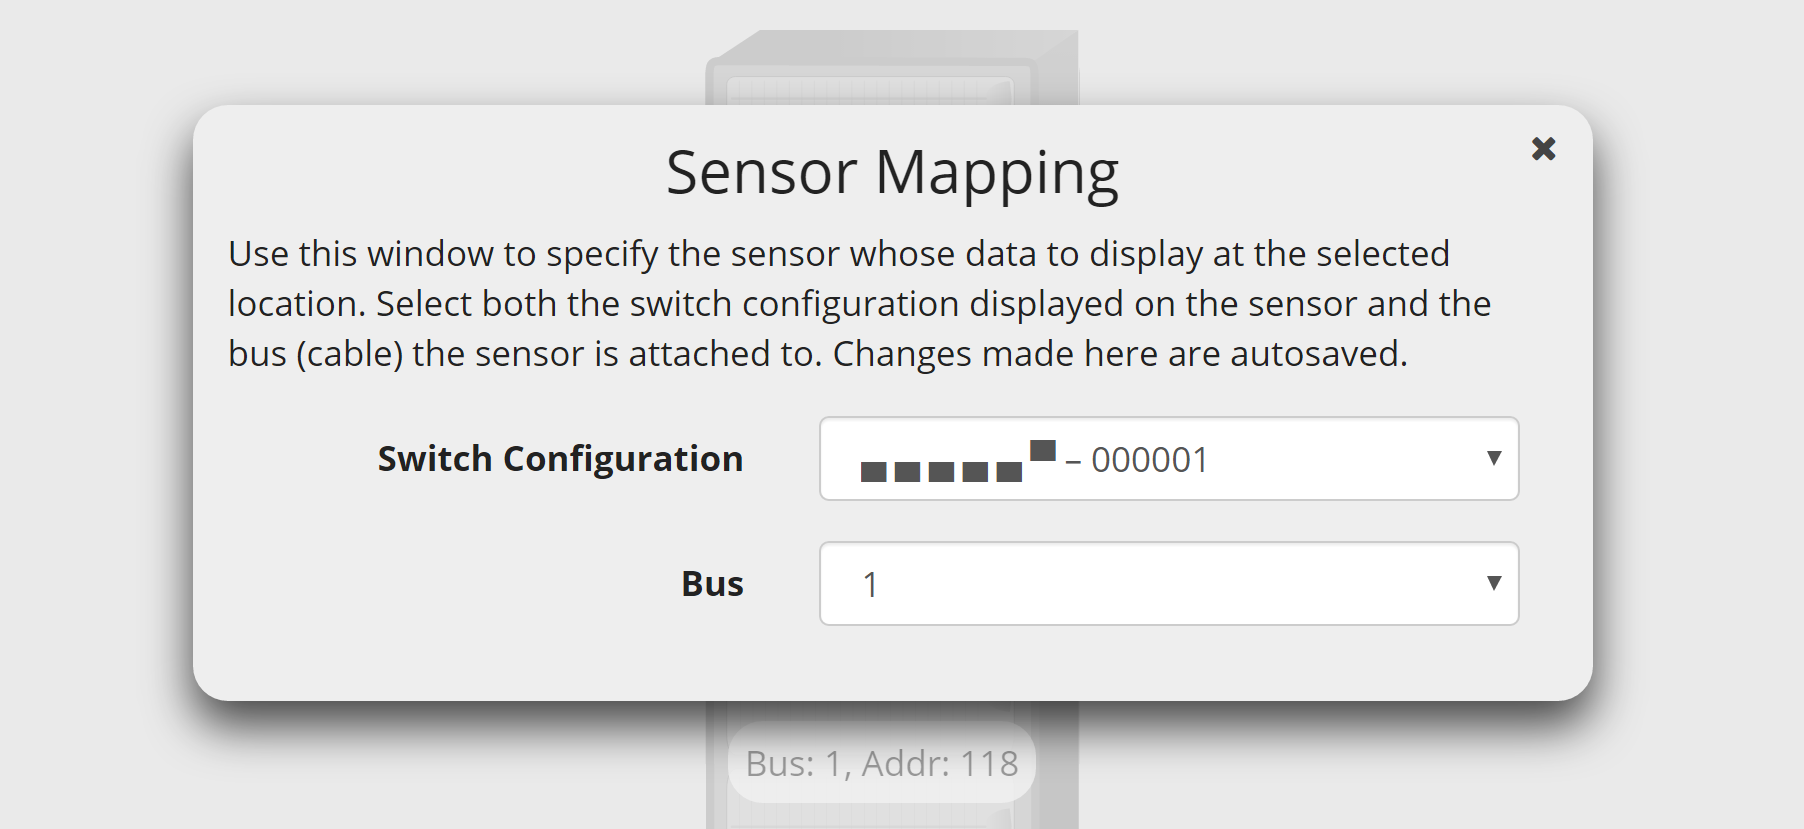 Sensor Mapping
Use this window to specify the sensor whose data to display at the selected
location. Select both the switch configuration displayed on the sensor and the
bus (cable) the sensor is attached to. Changes made here are autosaved.
Switch Configuration
▄ ▄ ▄ ▄ ▄ ▀ – 000001
Bus
1
Bus: 1, Addr: 118